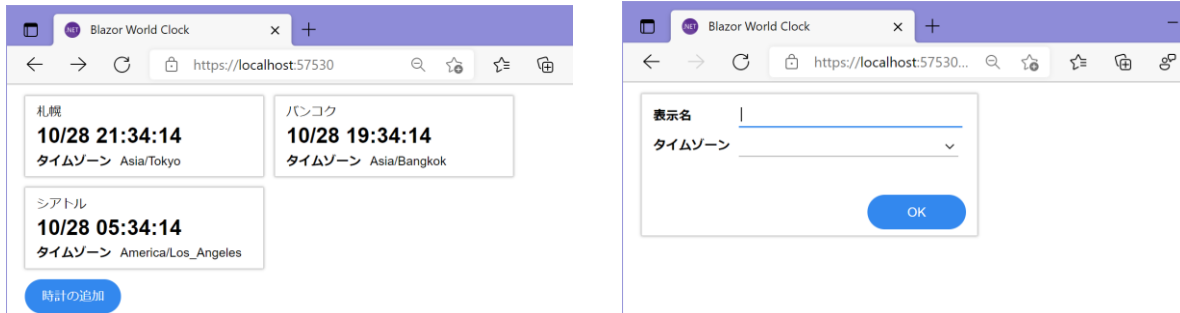 Blazor World Clock
https://localhost:57530
札幌
10/28 21:34:14
タイムゾーン Asia/Tokyo
バンコク
10/28 19:34:14
タイムゾーン Asia/Bangkok
シアトル
10/28 05:34:14
タイムゾーン America/Los_Angeles
時計の追加
Blazor World Clock
https://localhost:57530...
表示名
タイムゾーン
OK